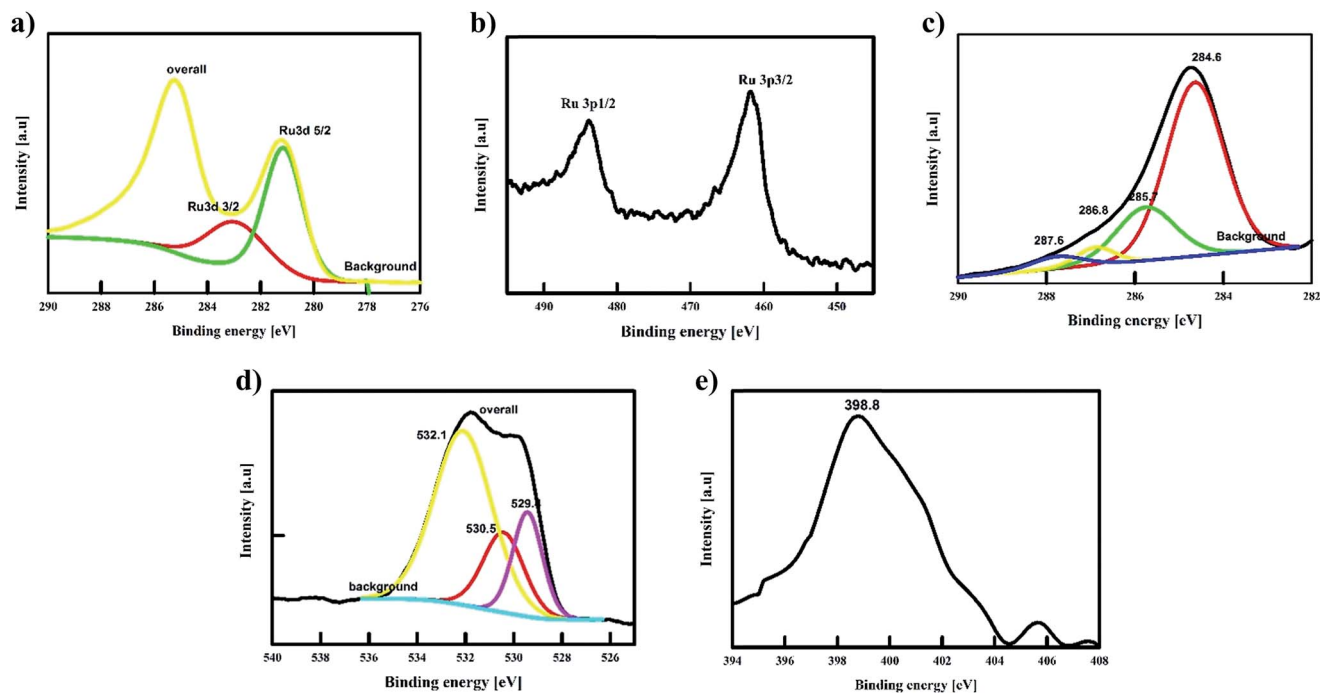 a)
overall
Ru3d 5/2
Ru3d 3/2
Background
Intensity [a.u]
290 288 286 284 282 280 278 276
Binding energy [eV]
b)
Ru 3p1/2
Ru 3p3/2
Intensity [a.u]
490 480 470 460 450
Binding energy [eV]
c)
284.6
285.7
286.8
287.6
Background
Intensity [a.u]
290 288 286 284 282
Binding energy [eV]
d)
overall
532.1
529.4
530.5
background
Intensity [a.u]
540 538 536 534 532 530 528 526
Binding energy [eV]
e)
398.8
Intensity [a.u]
394 396 398 400 402 404 406 408
Binding energy [eV]